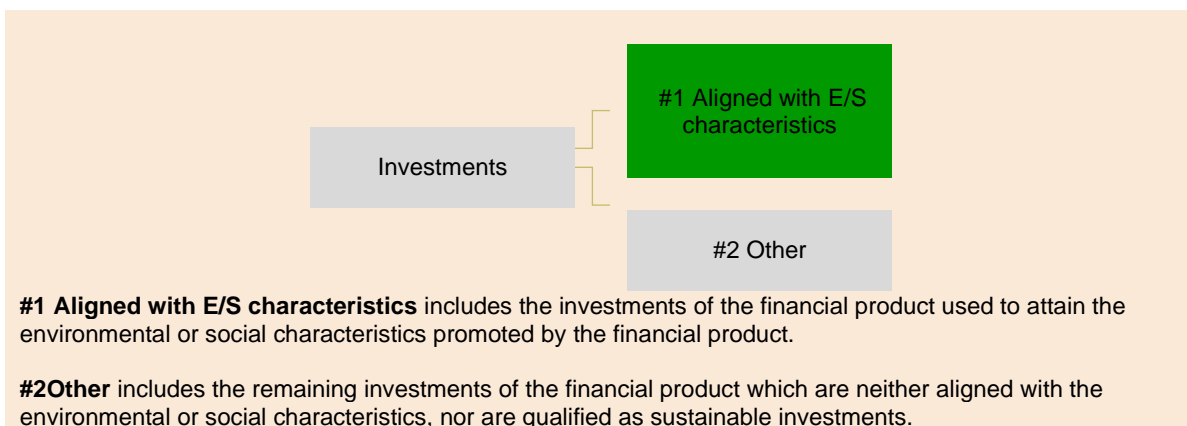 #1 Aligned with E/S
characteristics
Investments
#2 Other
#1 Aligned with E/S characteristics includes the investments of the financial product used to attain the
environmental or social characteristics promoted by the financial product.
#2Other includes the remaining investments of the financial product which are neither aligned with the
environmental or social characteristics, nor are qualified as sustainable investments.